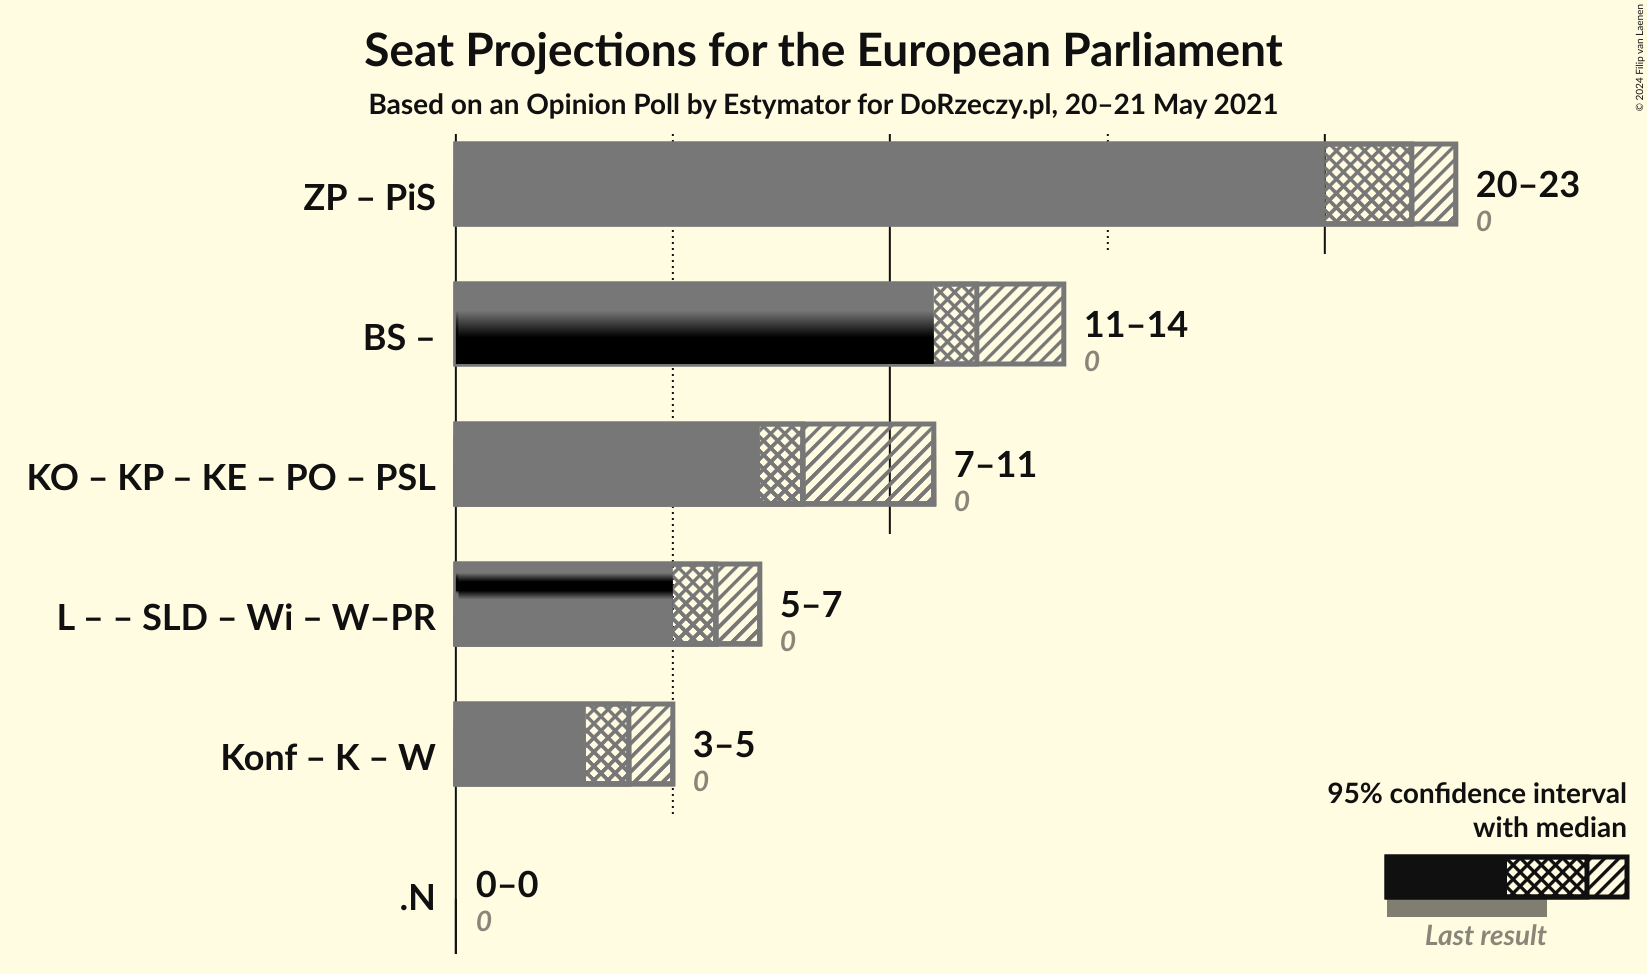 Seat Projections for the European Parliament
Based on an Opinion Poll by Estymator for DoRzeczy.pl, 20–21 May 2021
© 2024 Filip van Laenen
ZP – PiS
20–23
0
BS –
11–14
0
KO – KP – KE – PO – PSL
7–11
0
L – – SLD – Wi – W–PR
5–7
0
Konf – K – W
3–5
0
.N
0–0
0
95% confidence interval
with median
Last result